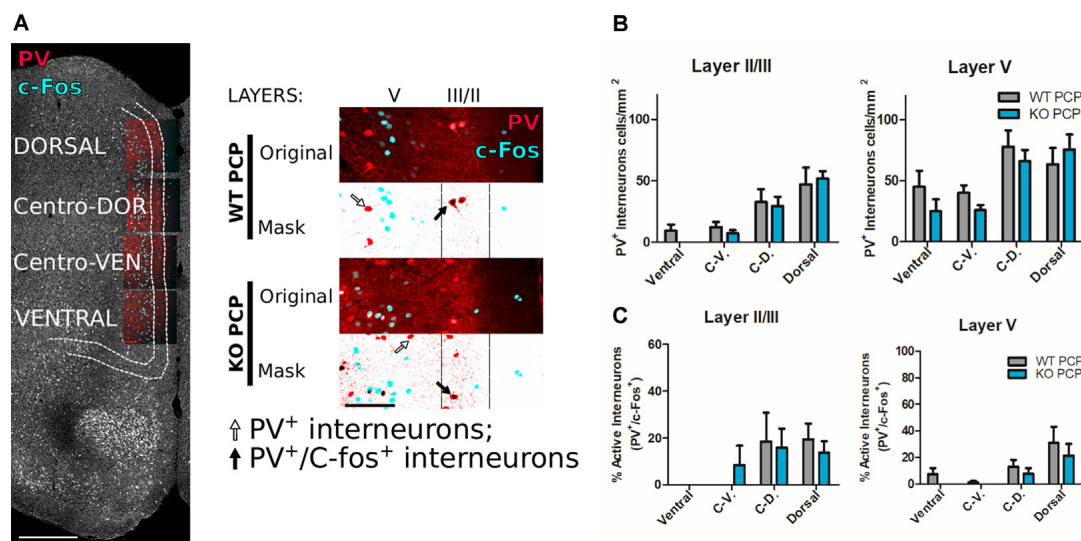 A
PV
c-Fos
DORSAL
Centro-DOR
Centro-VEN
VENTRAL
LAYERS: V III/II
WT PCP
Original
Mask
PV
c-Fos
KO PCP
Original
Mask
PV⁺ interneurons;
PV⁺/C-fos⁺ interneurons
B
Layer II/III
PV⁺ Interneurons cells/mm²
100
50
0
Ventral C-V. C-D. Dorsal
Layer V
WT PCP
KO PCP
PV⁺ Interneurons cells/mm²
100
50
0
Ventral C-V. C-D. Dorsal
C
Layer II/III
% Active Interneurons
(PV⁺/c-Fos⁺)
60
40
20
0
Ventral C-V. C-D. Dorsal
Layer V
WT PCP
KO PCP
% Active Interneurons
(PV⁺/c-Fos⁺)
100
80
60
40
20
0
Ventral C-V. C-D. Dorsal